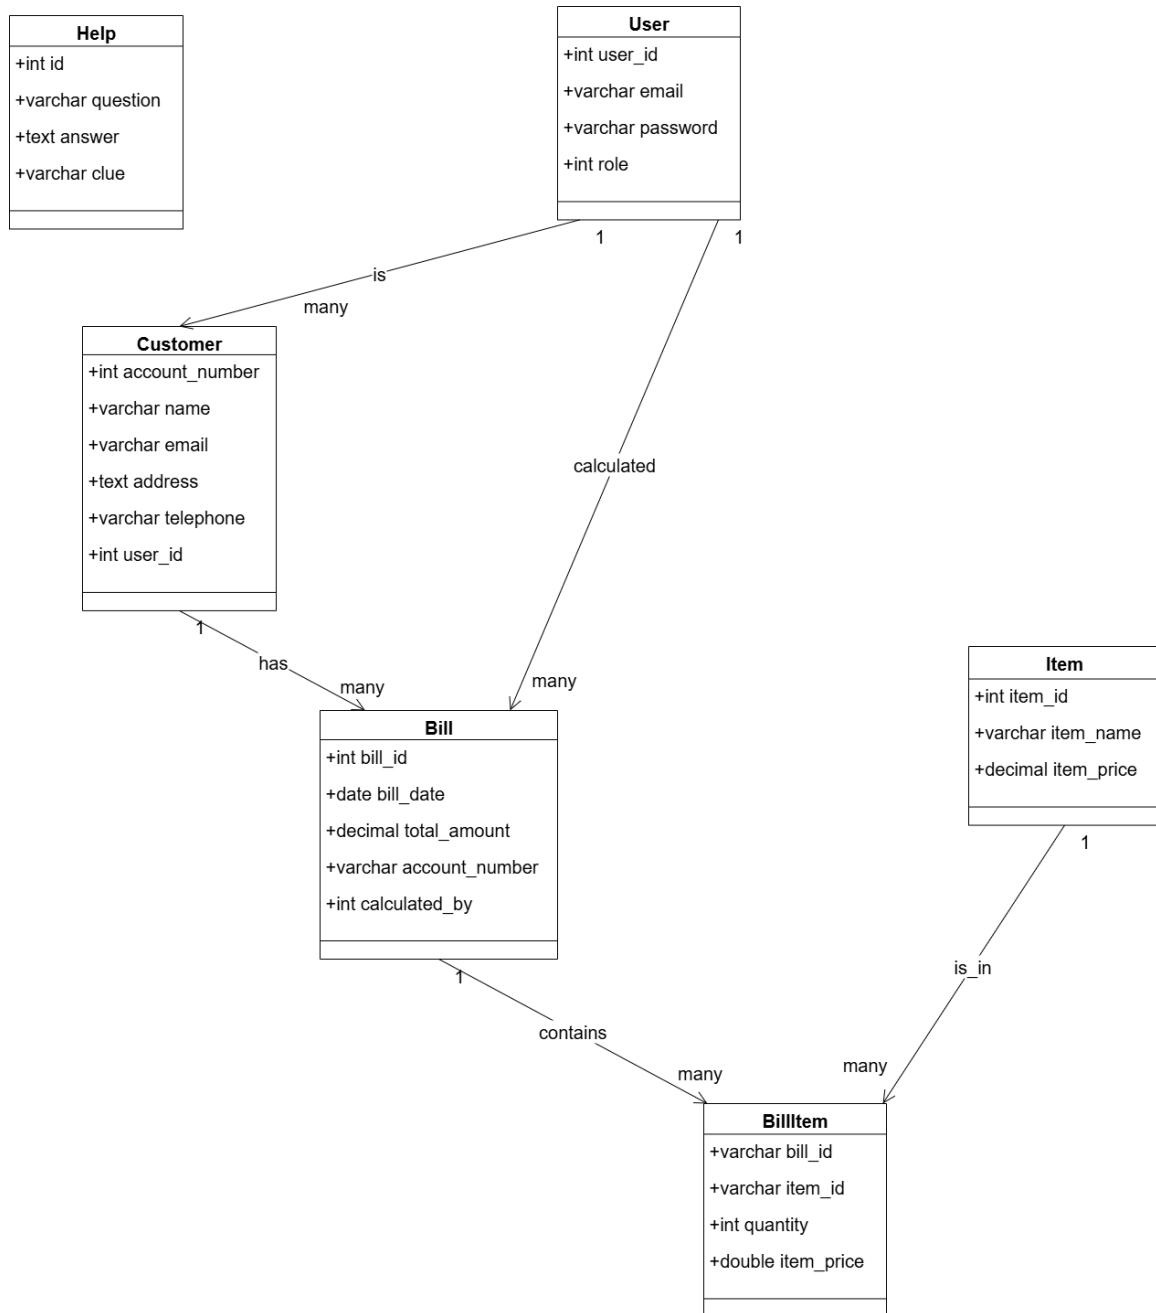 Help
+int id
+varchar question
+text answer
+varchar clue
User
+int user_id
+varchar email
+varchar password
+int role
1
1
is
many
Customer
+int account_number
+varchar name
+varchar email
+text address
+varchar telephone
+int user_id
calculated
1
has
many
many
Bill
+int bill_id
+date bill_date
+decimal total_amount
+varchar account_number
+int calculated_by
Item
+int item_id
+varchar item_name
+decimal item_price
1
1
is_in
contains
many
many
BillItem
+varchar bill_id
+varchar item_id
+int quantity
+double item_price